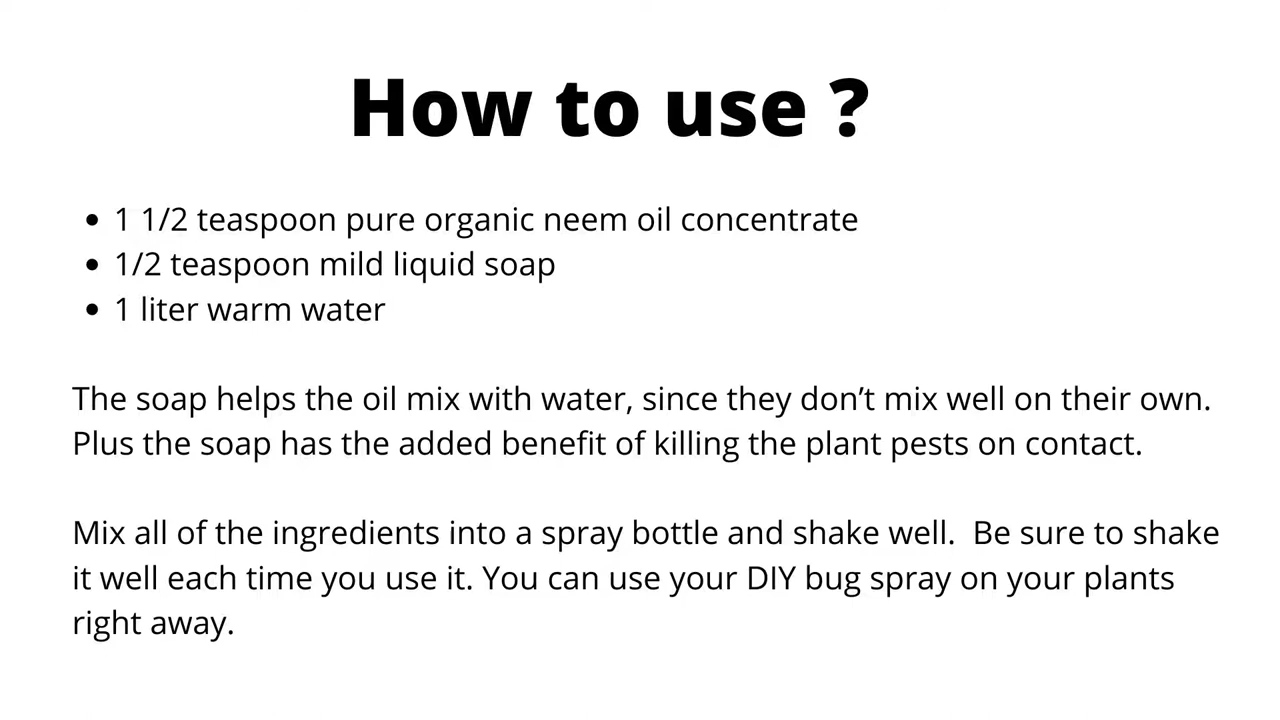 How to use ?
• 1 1/2 teaspoon pure organic neem oil concentrate
• 1/2 teaspoon mild liquid soap
• 1 liter warm water
The soap helps the oil mix with water, since they don’t mix well on their own.
Plus the soap has the added benefit of killing the plant pests on contact.
Mix all of the ingredients into a spray bottle and shake well.  Be sure to shake
it well each time you use it. You can use your DIY bug spray on your plants
right away.